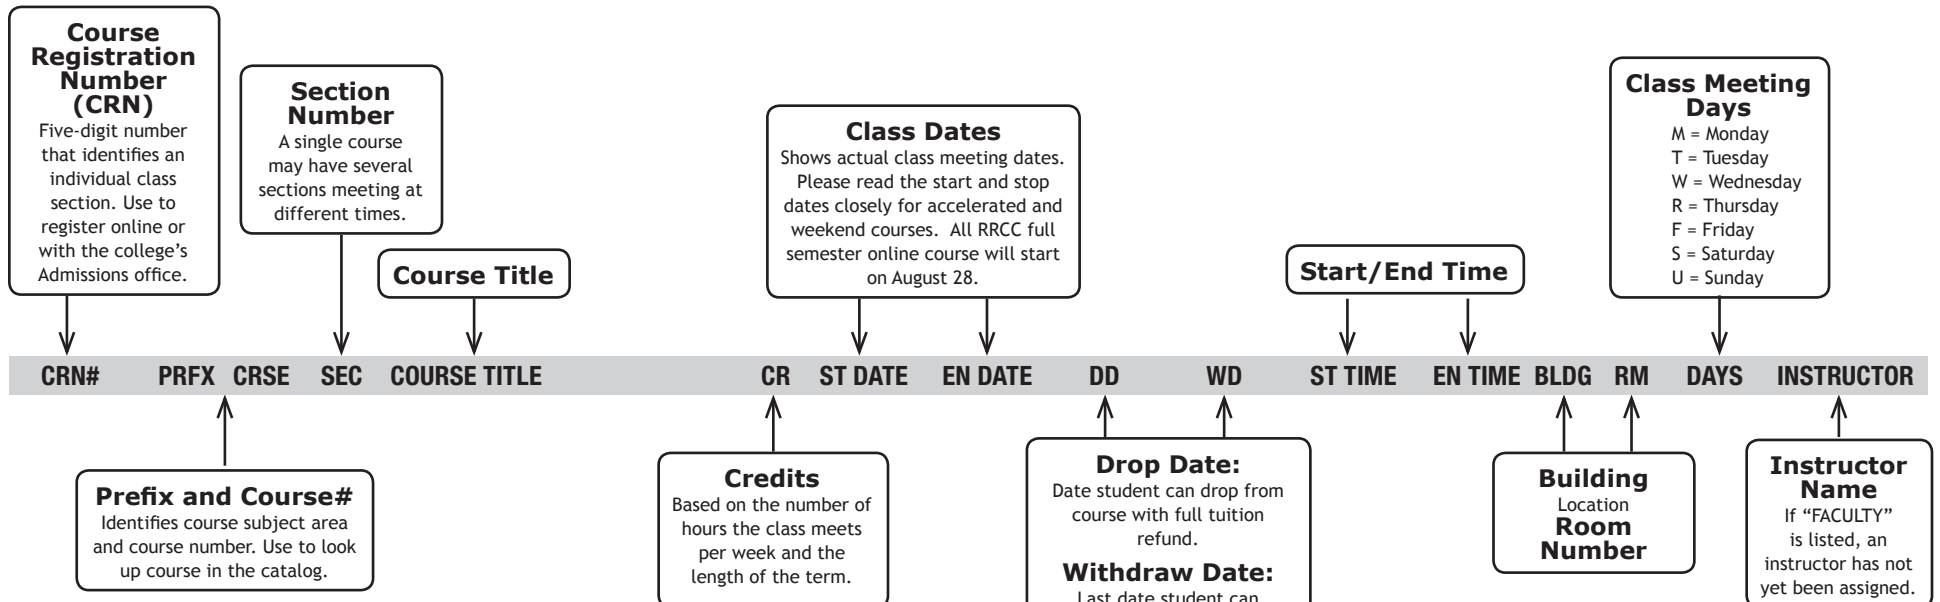 Course
Registration
Number
(CRN)
Five-digit number
that identifies an
individual class
section. Use to
register online or
with the college’s
Admissions office.
Section
Number
A single course
may have several
sections meeting at
different times.
Course Title
Class Dates
Shows actual class meeting dates.
Please read the start and stop
dates closely for accelerated and
weekend courses.  All RRCC full
semester online course will start
on August 28.
Start/End Time
Class Meeting
Days
M = Monday
T = Tuesday
W = Wednesday
R = Thursday
F = Friday
S = Saturday
U = Sunday
CRN# PRFX CRSE SEC COURSE TITLE CR ST DATE EN DATE DD WD ST TIME EN TIME BLDG RM DAYS INSTRUCTOR
Prefix and Course#
Identifies course subject area
and course number. Use to look
up course in the catalog.
Credits
Based on the number of
hours the class meets
per week and the
length of the term.
Drop Date:
Date student can drop from
course with full tuition
refund.
Withdraw Date:
Last date student can
Building
Location
Room
Number
Instructor
Name
If “FACULTY”
is listed, an
instructor has not
yet been assigned.